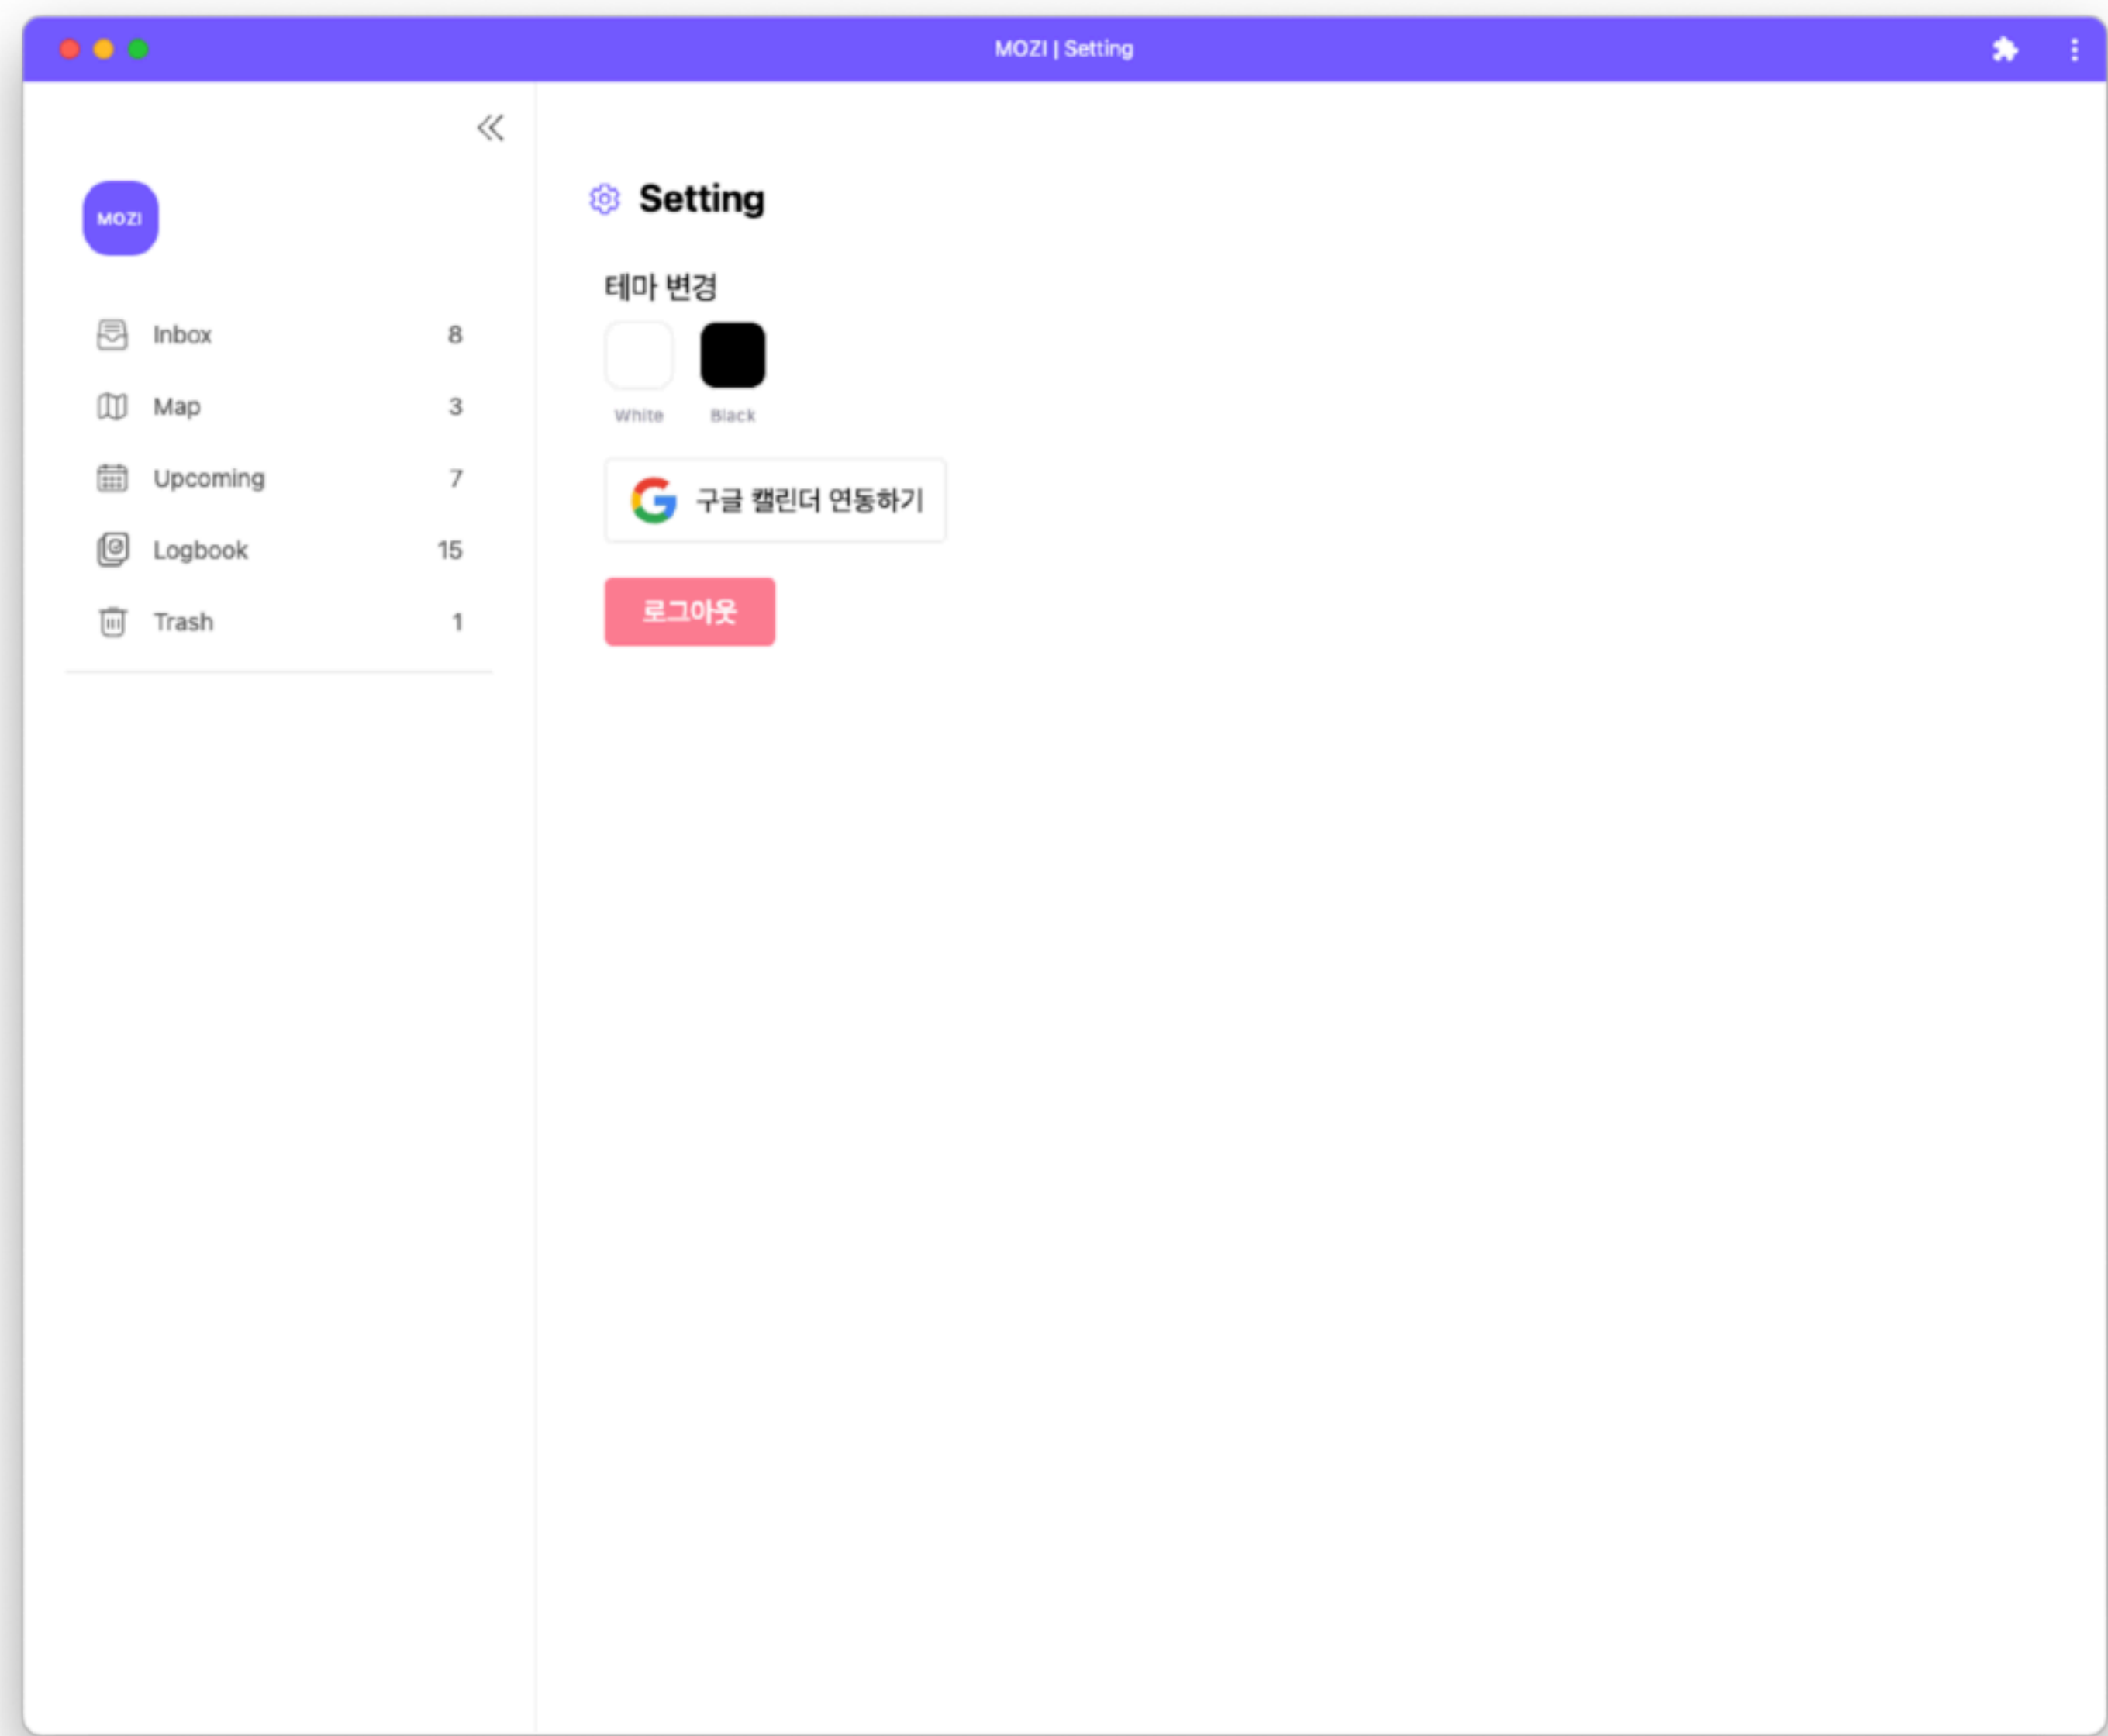 MOZI | Setting
MOZI
Inbox 8
Map 3
Upcoming 7
Logbook 15
Trash 1
Setting
테마 변경
White Black
구글 캘린더 연동하기
로그아웃